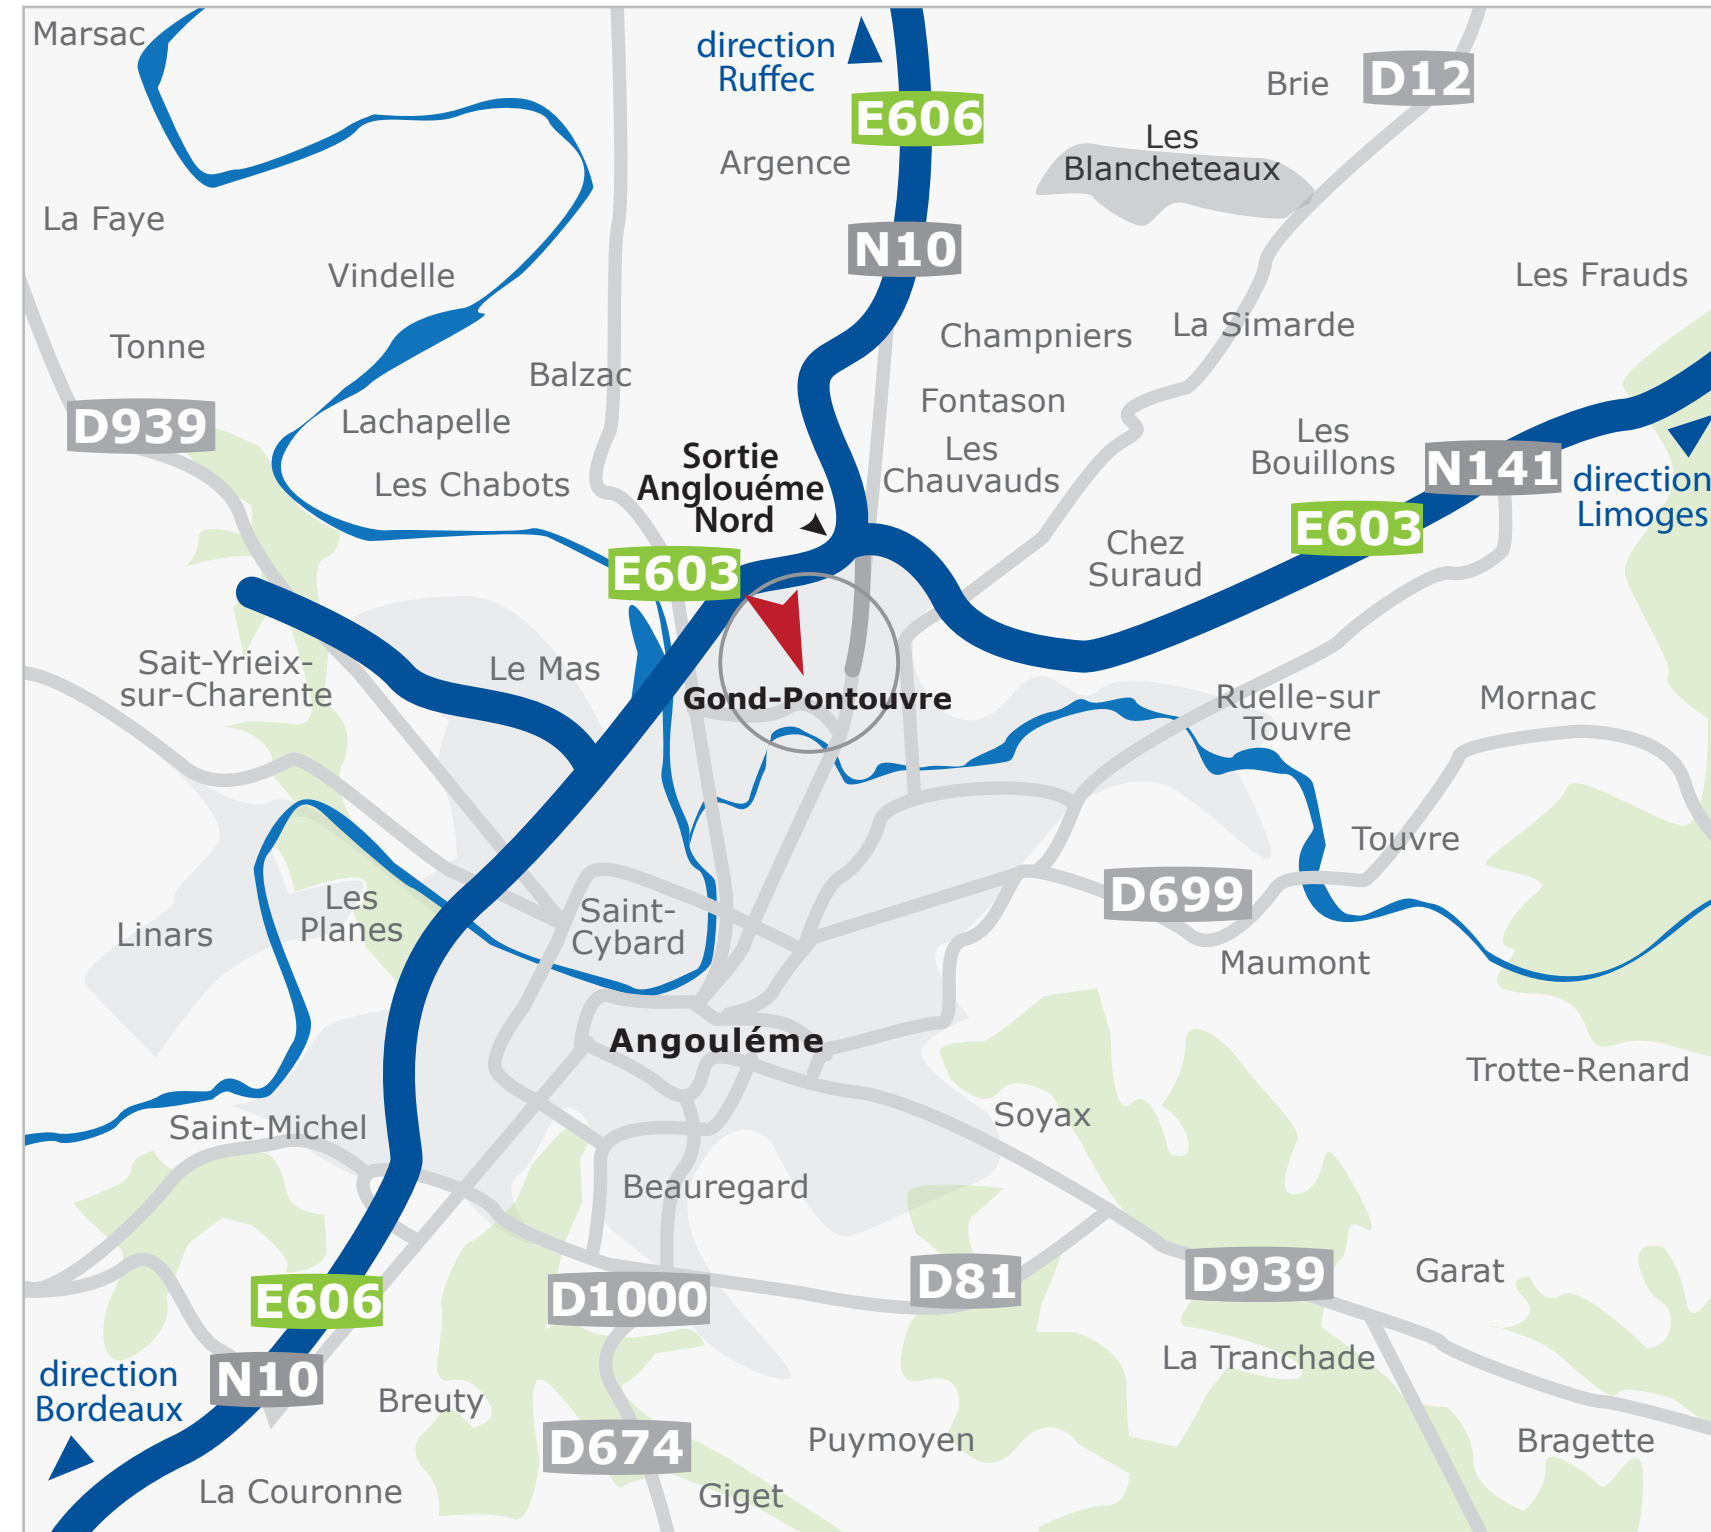 Marsac
direction
Ruffec
E606
Brie
D12
Les
Blancheteaux
Argence
La Faye
N10
Vindelle
Les Frauds
Tonne
Champniers
La Simarde
Balzac
D939
Lachapelle
Fontason
Les
Bouillons
Les
Chauvauds
Sortie
Anglouéme
Nord
Les Chabots
N141
direction
Limoges
E603
E603
Chez
Suraud
Sait-Yrieix-
sur-Charente
Le Mas
Gond-Pontouvre
Ruelle-sur
Touvre
Mornac
Touvre
D699
Linars
Les
Planes
Saint-
Cybard
Maumont
Angouléme
Trotte-Renard
Saint-Michel
Soyax
Beauregard
E606
D1000
D81
D939
Garat
direction
Bordeaux
N10
Breuty
La Tranchade
D674
Puymoyen
Bragette
La Couronne
Giget